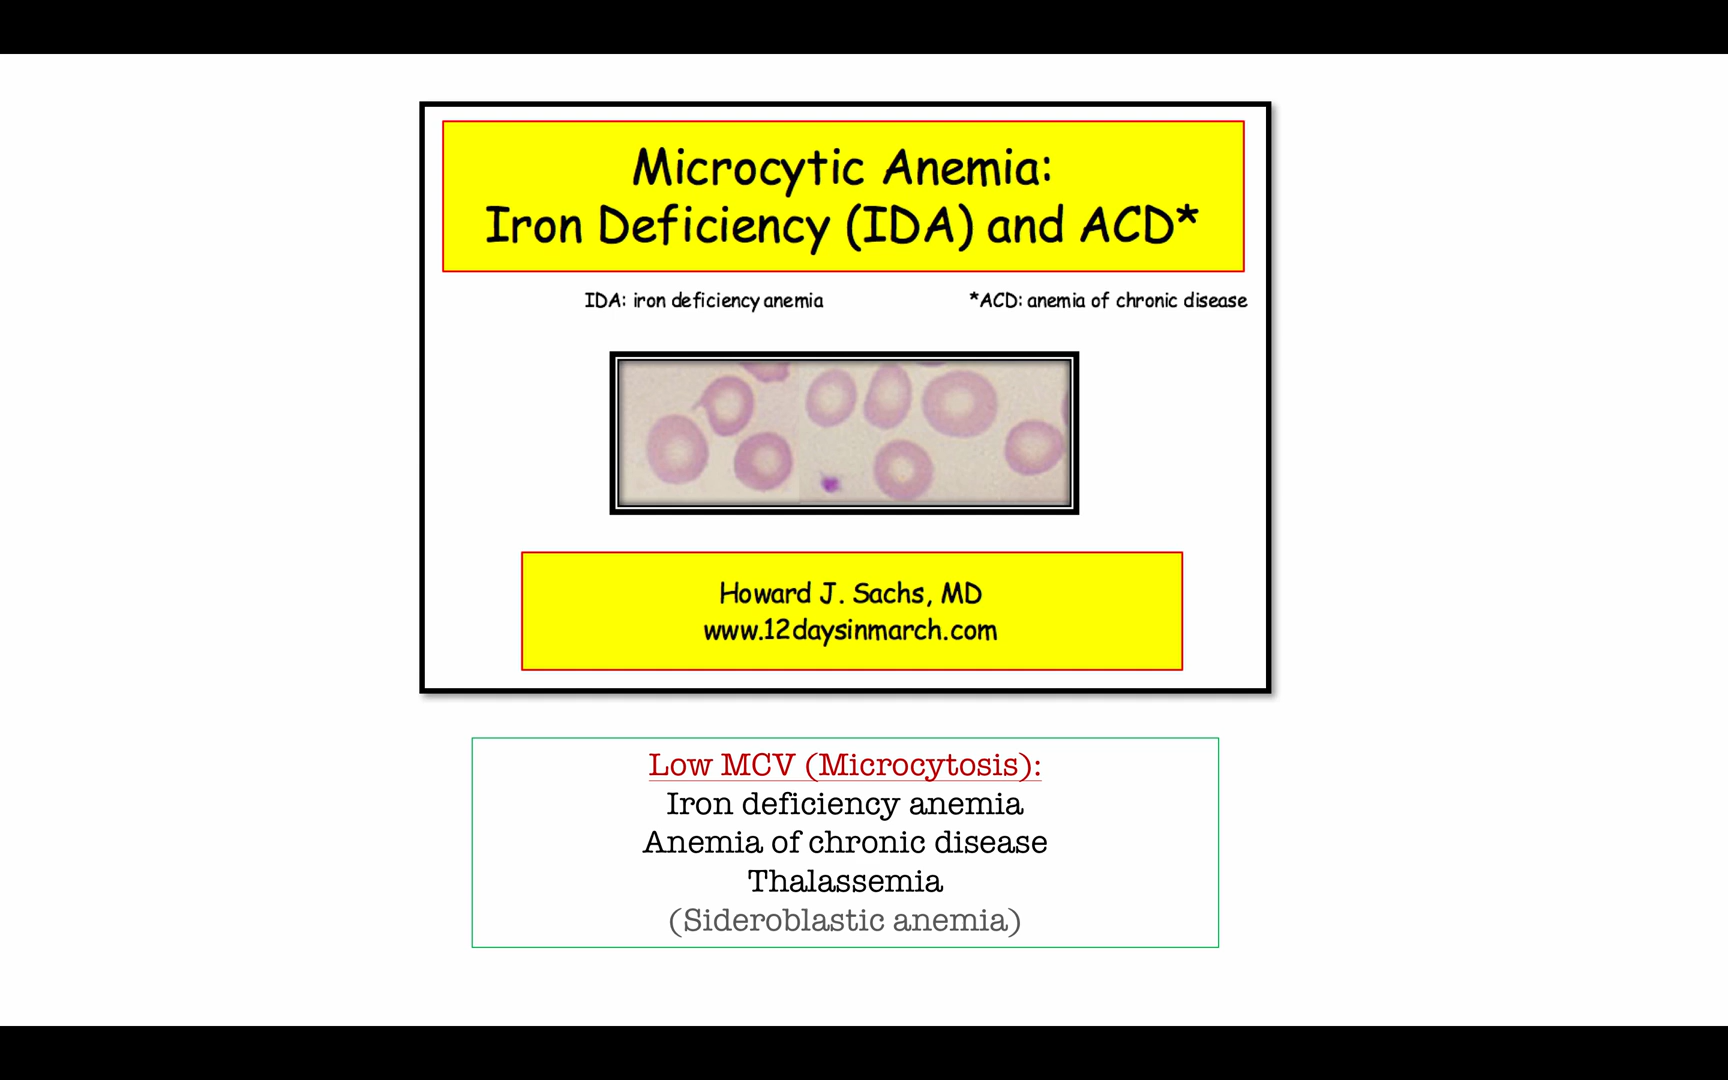 Microcytic Anemia:
Iron Deficiency (IDA) and ACD*
IDA: iron deficiency anemia
*ACD: anemia of chronic disease
Howard J. Sachs, MD
www.12daysinmarch.com
Low MCV (Microcytosis):
Iron deficiency anemia
Anemia of chronic disease
Thalassemia
(Sideroblastic anemia)